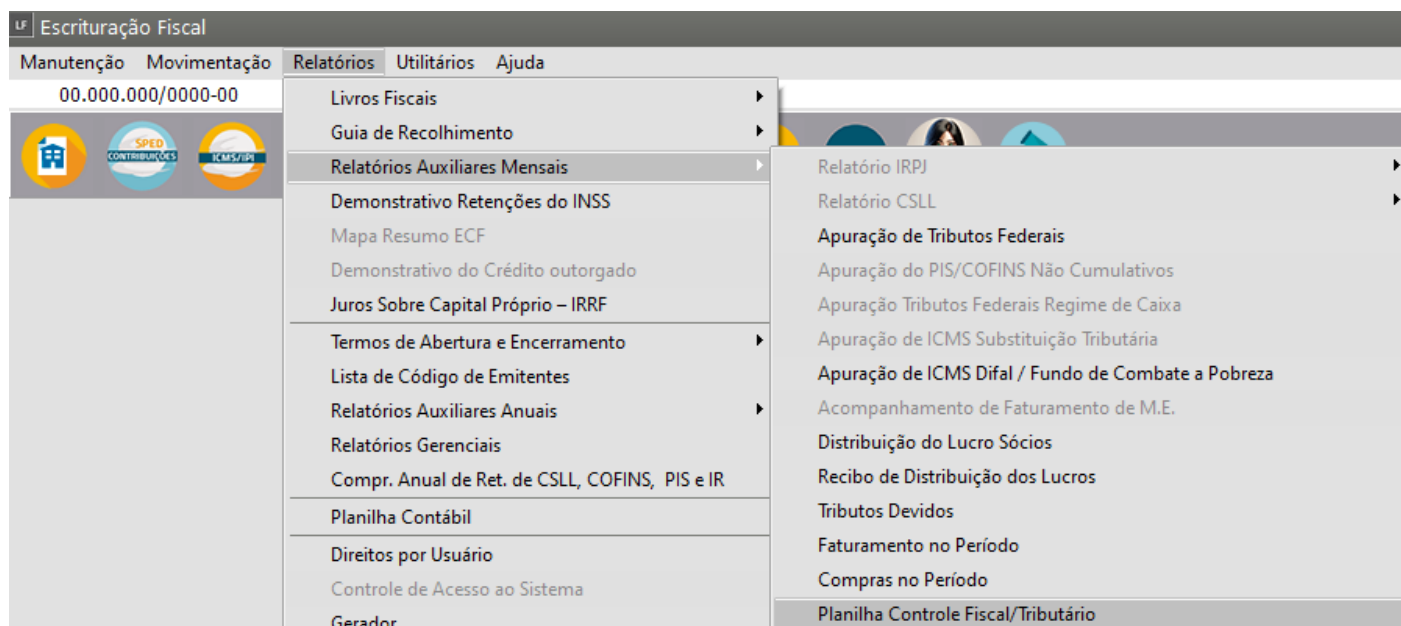 LF Escrituração Fiscal
Manutenção Movimentação Relatórios Utilitários Ajuda
00.000.000/0000-00
SPED
CONTRIBUIÇÕES
ICMS/IPI
Livros Fiscais
Guia de Recolhimento
Relatórios Auxiliares Mensais
Demonstrativo Retenções do INSS
Mapa Resumo ECF
Demonstrativo do Crédito outorgado
Juros Sobre Capital Próprio – IRRF
Termos de Abertura e Encerramento
Lista de Código de Emitentes
Relatórios Auxiliares Anuais
Relatórios Gerenciais
Compr. Anual de Ret. de CSLL, COFINS, PIS e IR
Planilha Contábil
Direitos por Usuário
Controle de Acesso ao Sistema
Gerador
Relatório IRPJ
Relatório CSLL
Apuração de Tributos Federais
Apuração do PIS/COFINS Não Cumulativos
Apuração Tributos Federais Regime de Caixa
Apuração de ICMS Substituição Tributária
Apuração de ICMS Difal / Fundo de Combate a Pobreza
Acompanhamento de Faturamento de M.E.
Distribuição do Lucro Sócios
Recibo de Distribuição dos Lucros
Tributos Devidos
Faturamento no Período
Compras no Período
Planilha Controle Fiscal/Tributário